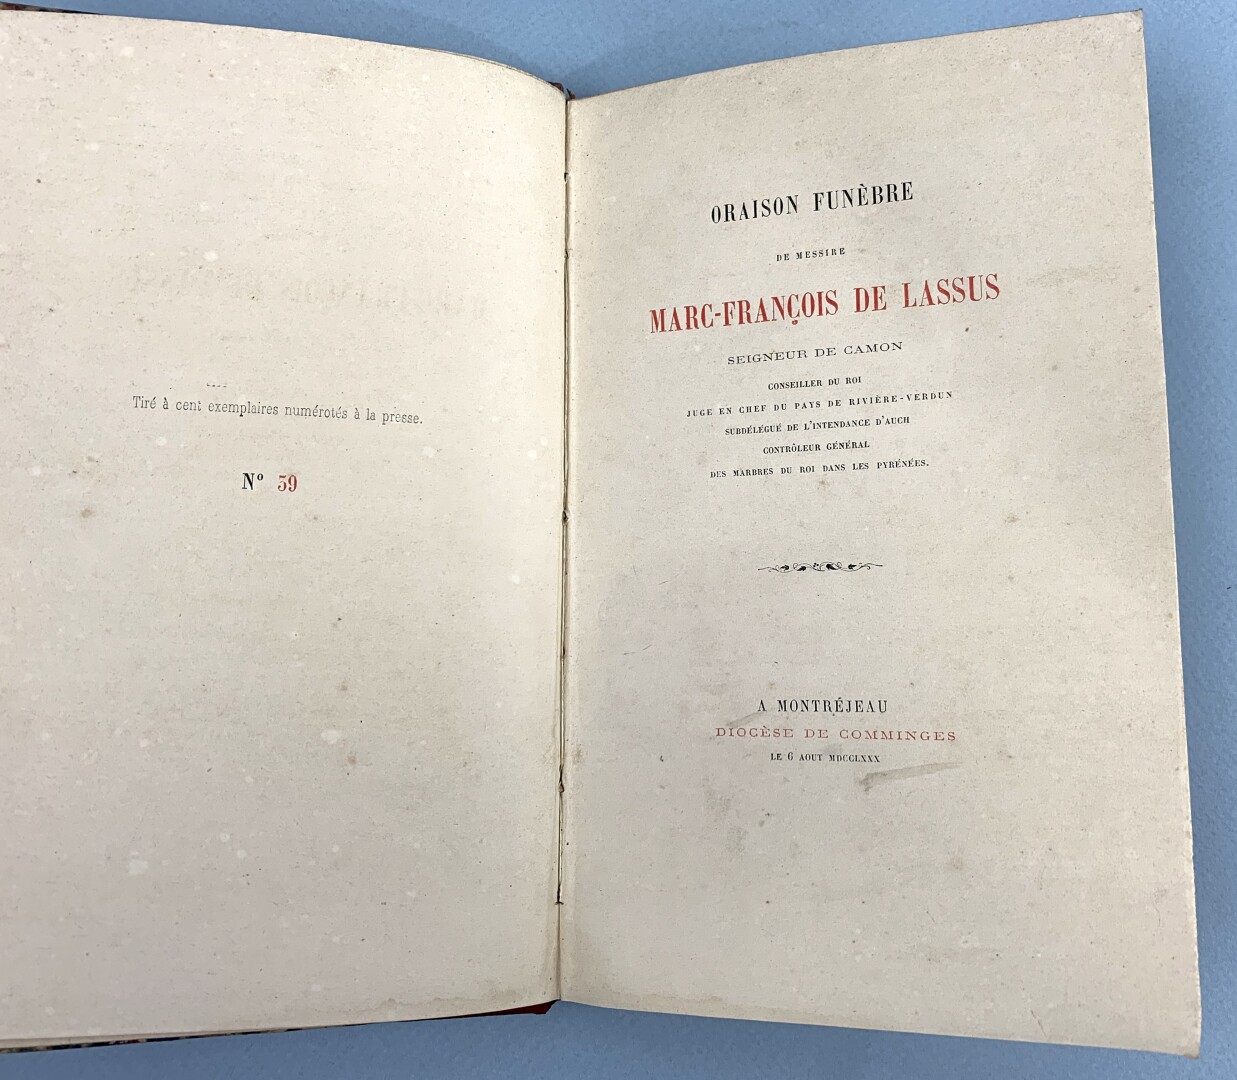 Tiré à cent exemplaires numérotés à la presse.
Nº 39
ORAISON FUNÈBRE
DE MESSIRE
MARC-FRANÇOIS DE LASSUS
SEIGNEUR DE CAMON
CONSEILLER DU ROI
JUGE EN CHEF DU PAYS DE RIVIÈRE-VERDUN
SUBDÉLÉGUÉ DE L'INTENDANCE D'AUCH
CONTRÔLEUR GÉNÉRAL
DES MARBRES DU ROI DANS LES PYRÉNÉES.
A MONTRÉJEAU
DIOCÈSE DE COMMINGES
LE 6 AOUT MDCCLXXX